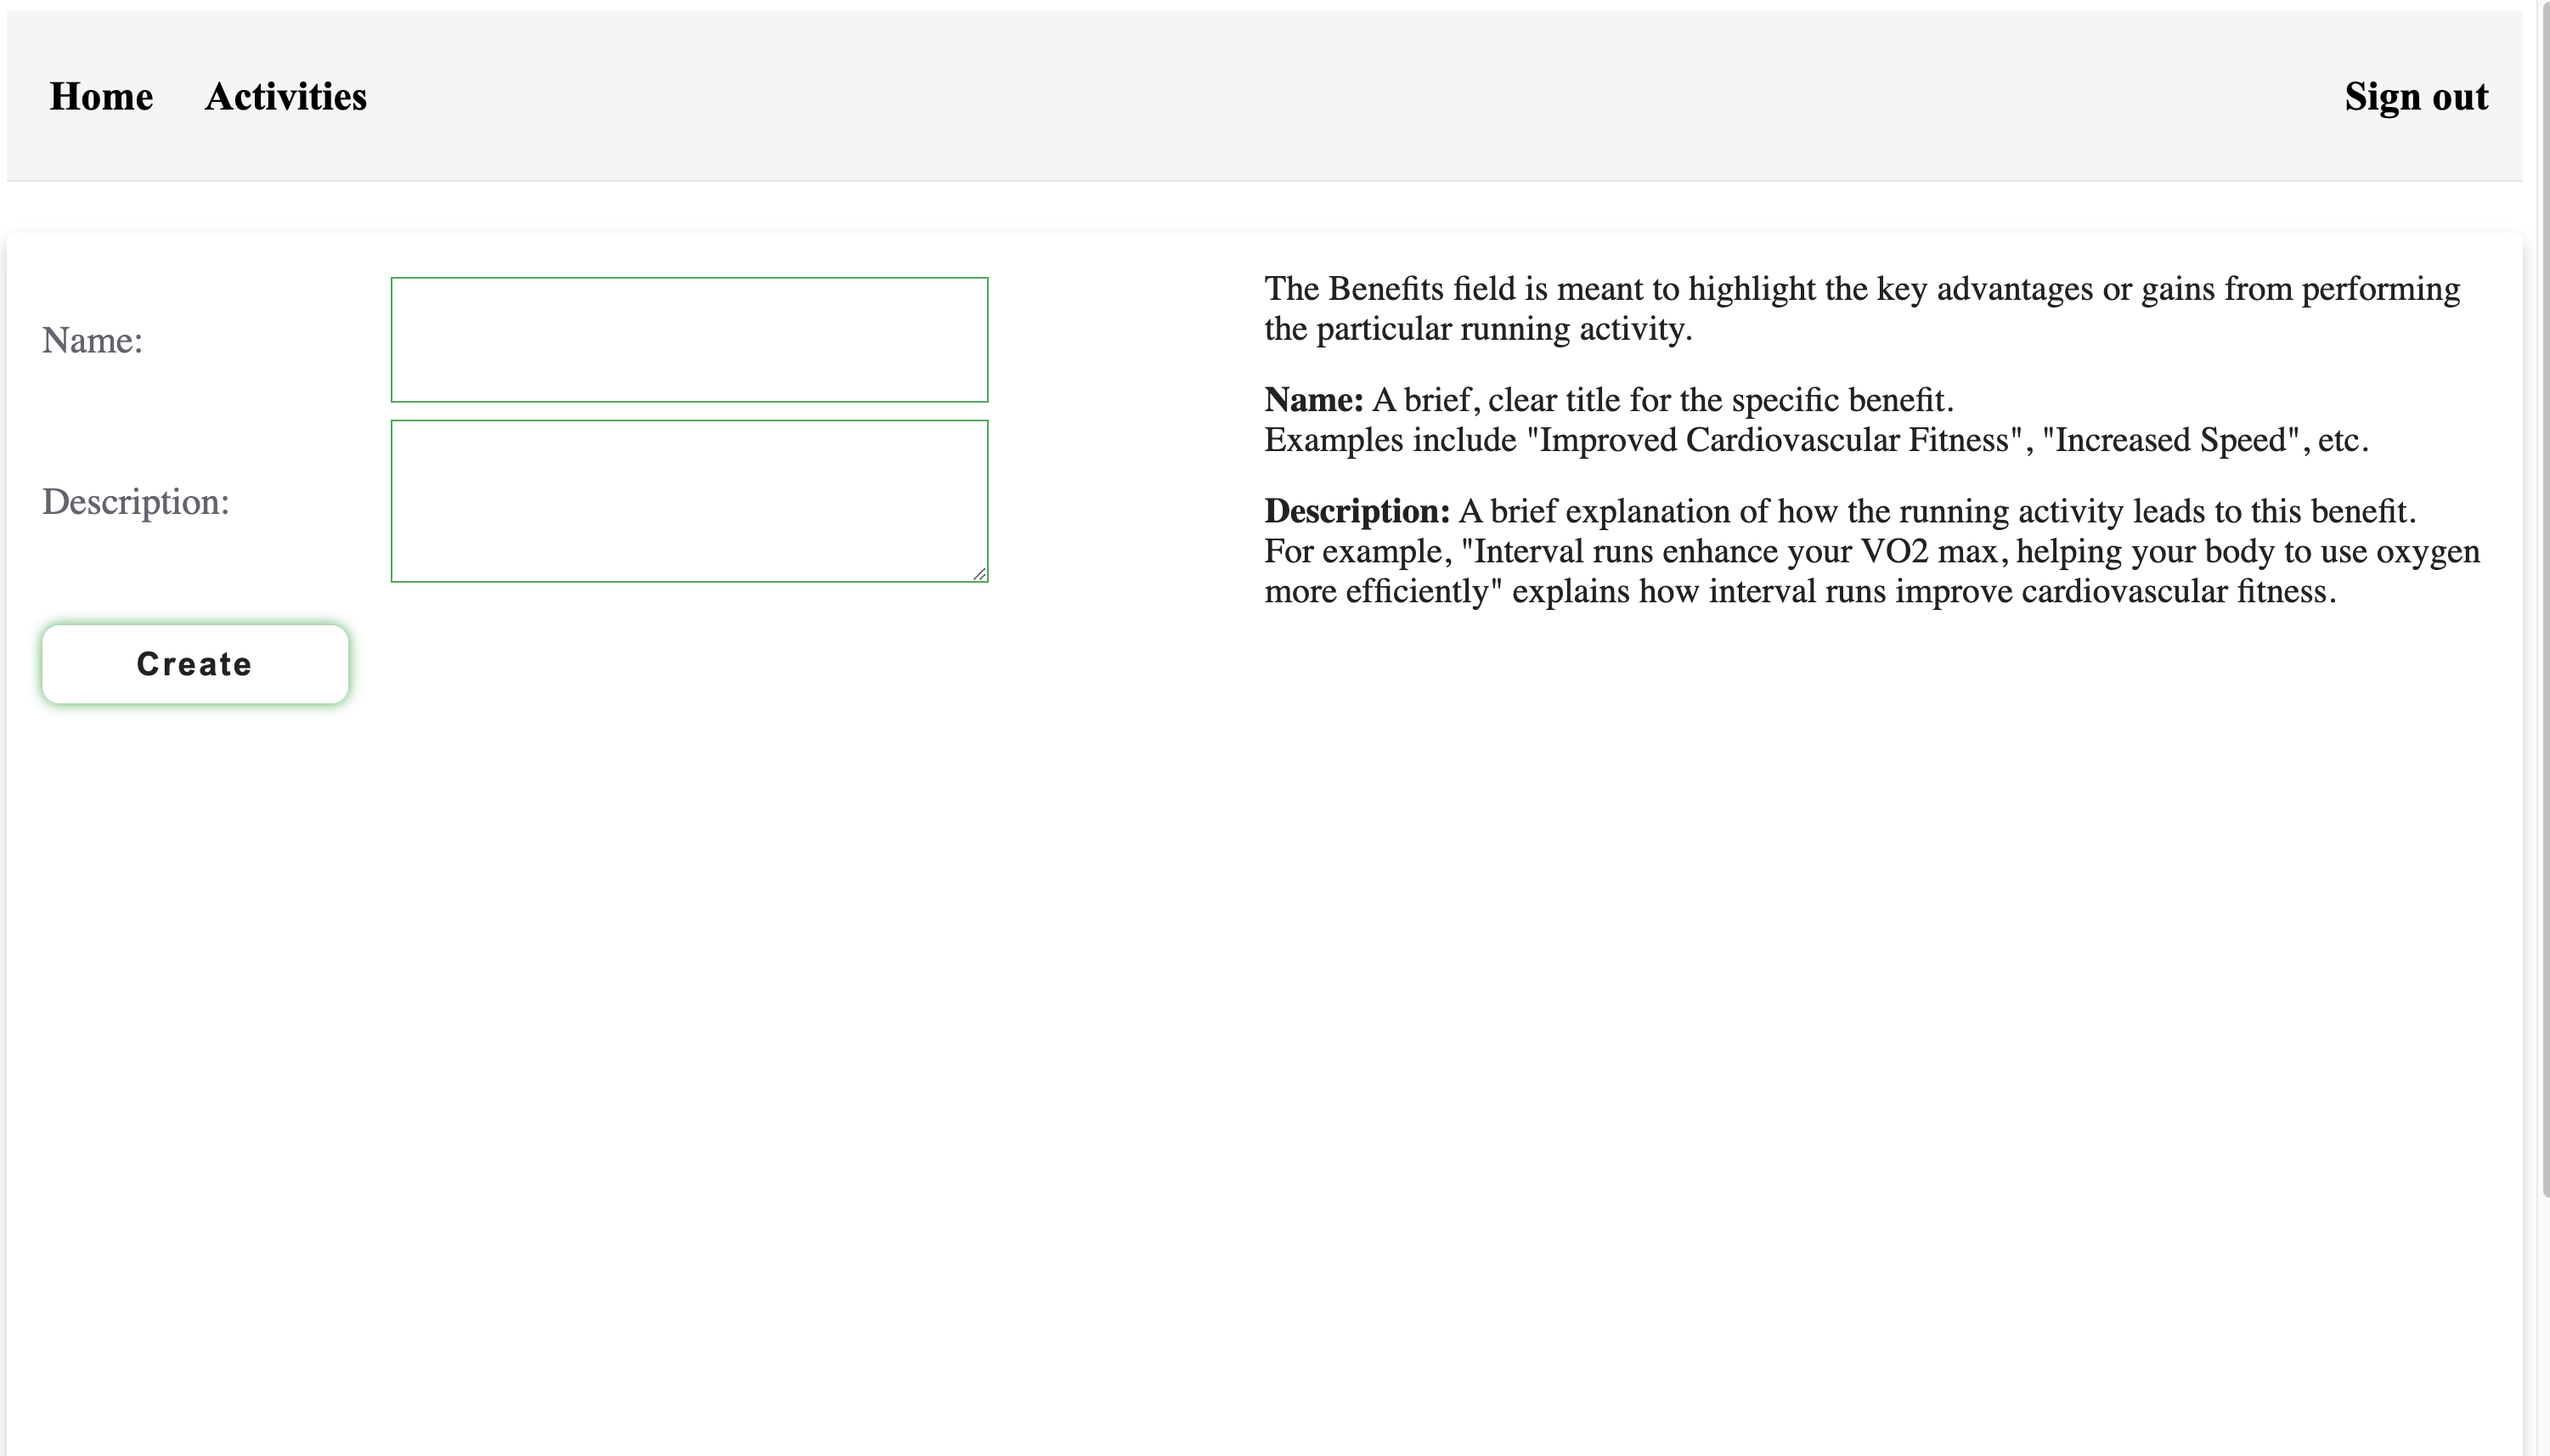 Home Activities Sign out
Name:
Description:
Create
The Benefits field is meant to highlight the key advantages or gains from performing
the particular running activity.
Name: A brief, clear title for the specific benefit.
Examples include "Improved Cardiovascular Fitness", "Increased Speed", etc.
Description: A brief explanation of how the running activity leads to this benefit.
For example, "Interval runs enhance your VO2 max, helping your body to use oxygen
more efficiently" explains how interval runs improve cardiovascular fitness.